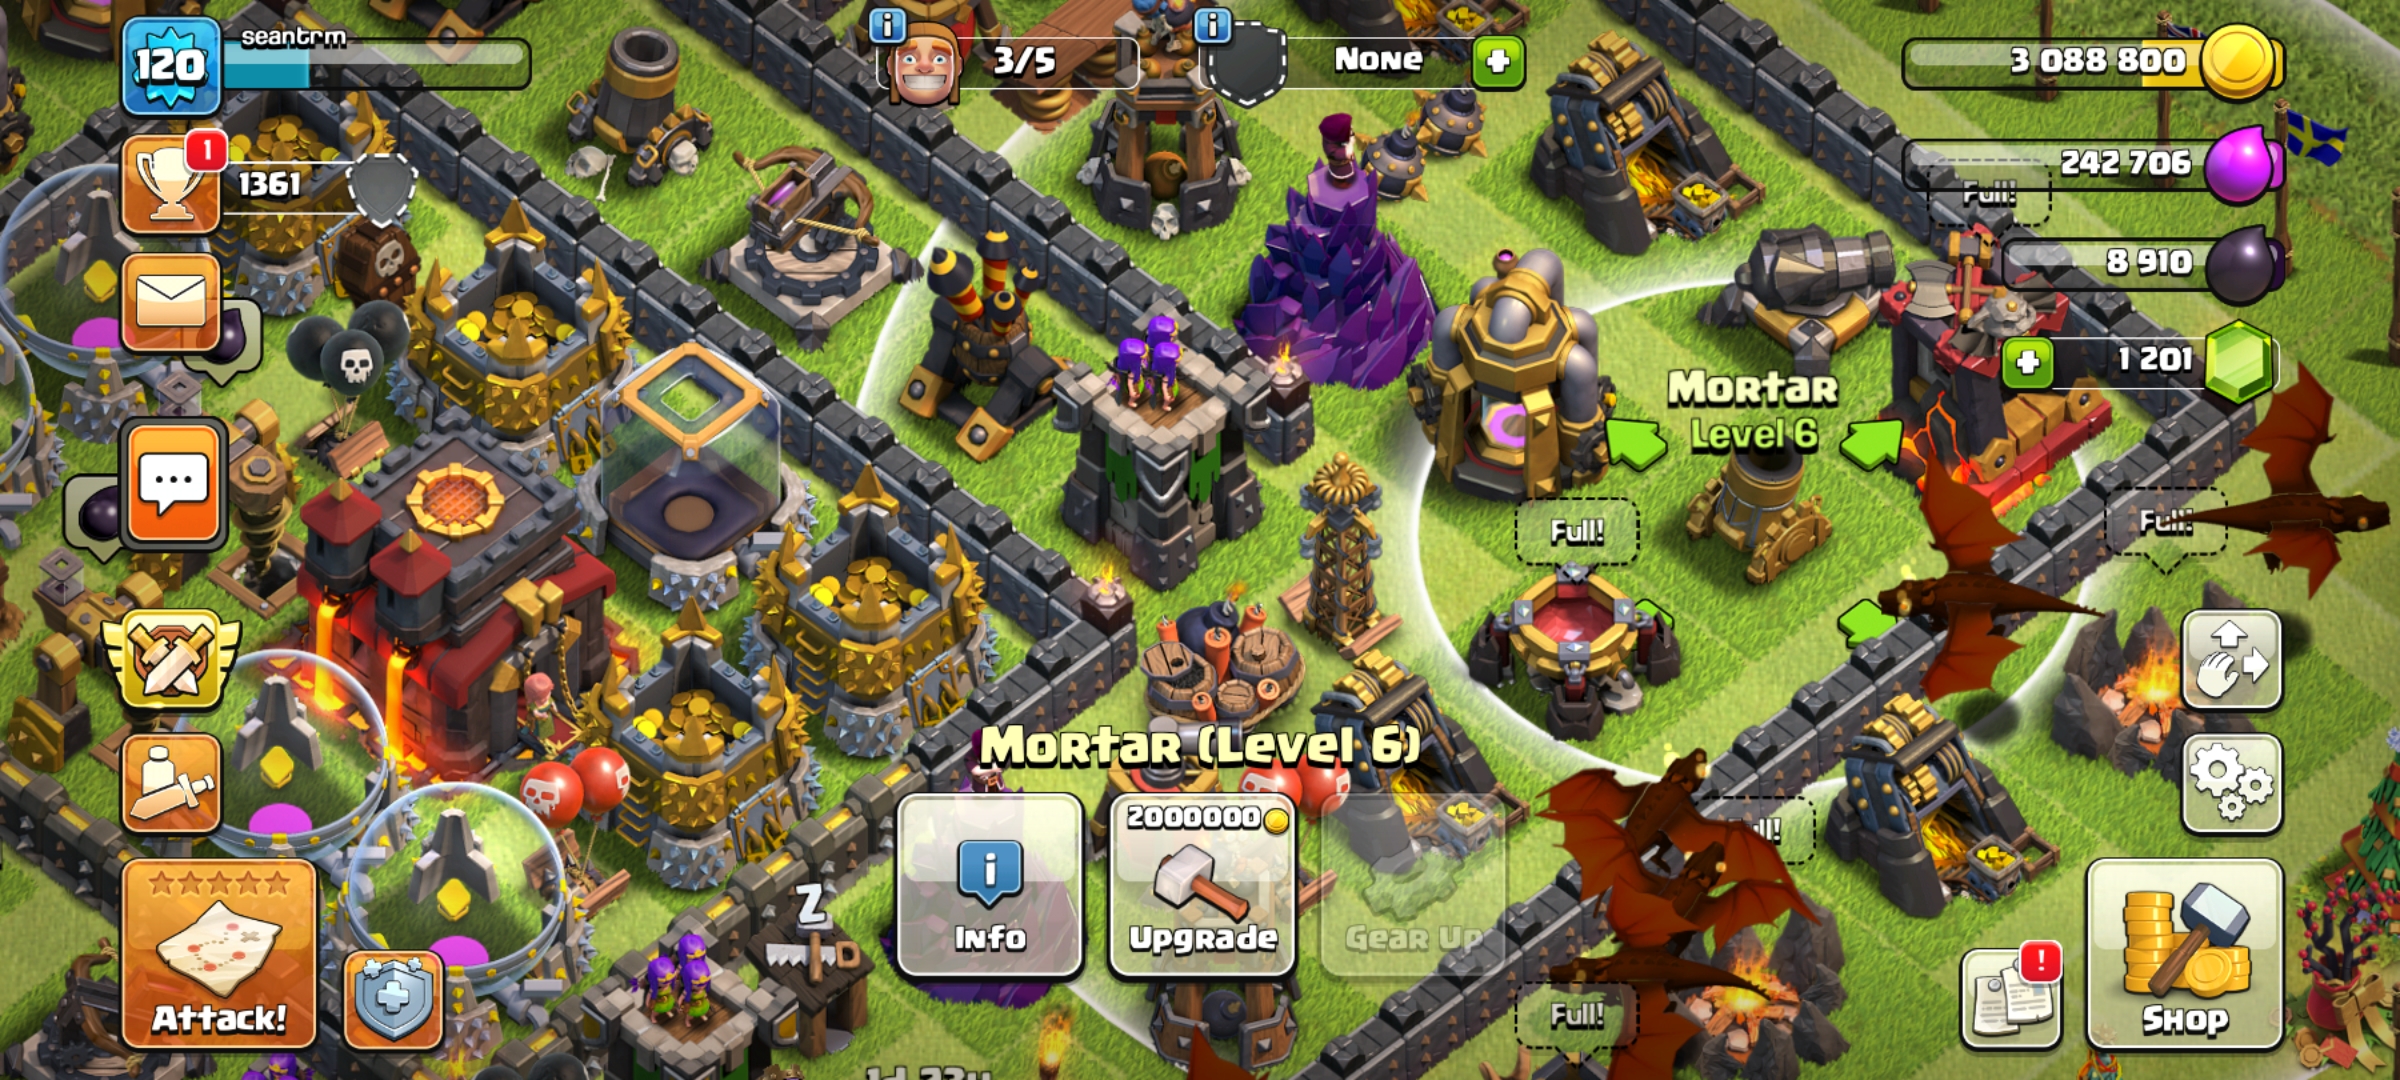 120
seantrm
3/5
None
3 088 800
1
1361
242 706
Full!
8 910
1 201
Mortar
Level 6
Full!
Full!
Mortar (Level 6)
2000000
Info
Upgrade
Gear Up
Z
Attack!
Full!
!
Shop